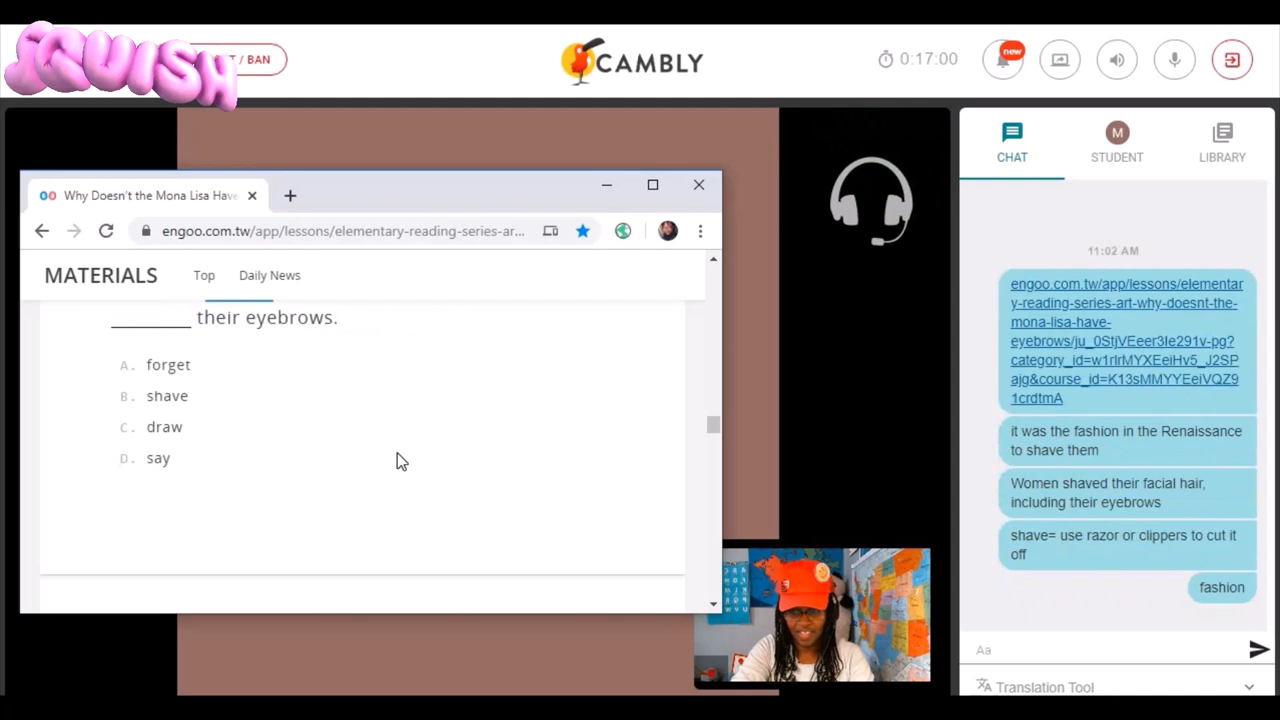 SQUISH
T / BAN
CAMBLY
0:17:00
new
Why Doesn't the Mona Lisa Have
engoo.com.tw/app/lessons/elementary-reading-series-ar...
MATERIALS
Top
Daily News
________ their eyebrows.
A. forget
B. shave
C. draw
D. say
CHAT
M
STUDENT
LIBRARY
11:02 AM
engoo.com.tw/app/lessons/elementar
y-reading-series-art-why-doesnt-the-
mona-lisa-have-
eyebrows/ju_0StjVEeer3Ie291v-pg?
category_id=w1rlrMYXEeiHv5_J2SP
ajg&course_id=K13sMMYYEeiVQZ9
1crdtmA
it was the fashion in the Renaissance
to shave them
Women shaved their facial hair,
including their eyebrows
shave= use razor or clippers to cut it
off
fashion
Aa
Translation Tool